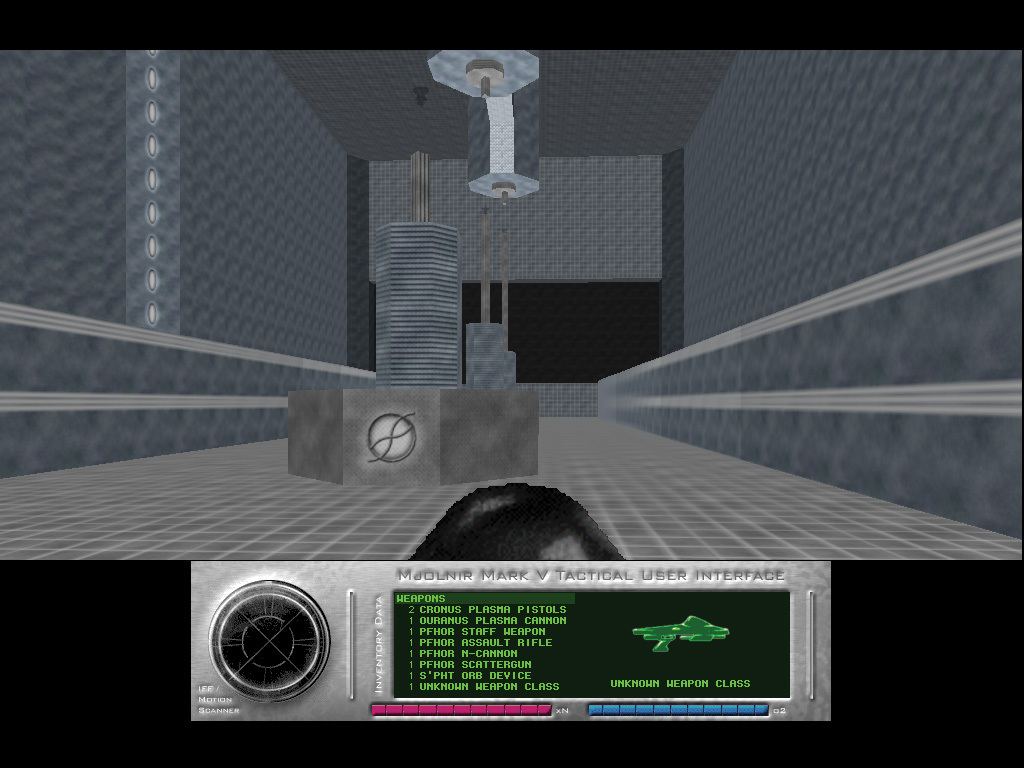 Mjolnir Mark V Tactical User Interface
Inventory Data
WEAPONS
2 CRONUS PLASMA PISTOLS
1 OURANUS PLASMA CANNON
1 PFHOR STAFF WEAPON
1 PFHOR ASSAULT RIFLE
1 PFHOR N-CANNON
1 PFHOR SCATTERGUN
1 S'PHT ORB DEVICE
1 UNKNOWN WEAPON CLASS
UNKNOWN WEAPON CLASS
IFF /
Motion
Scanner
xN
o2